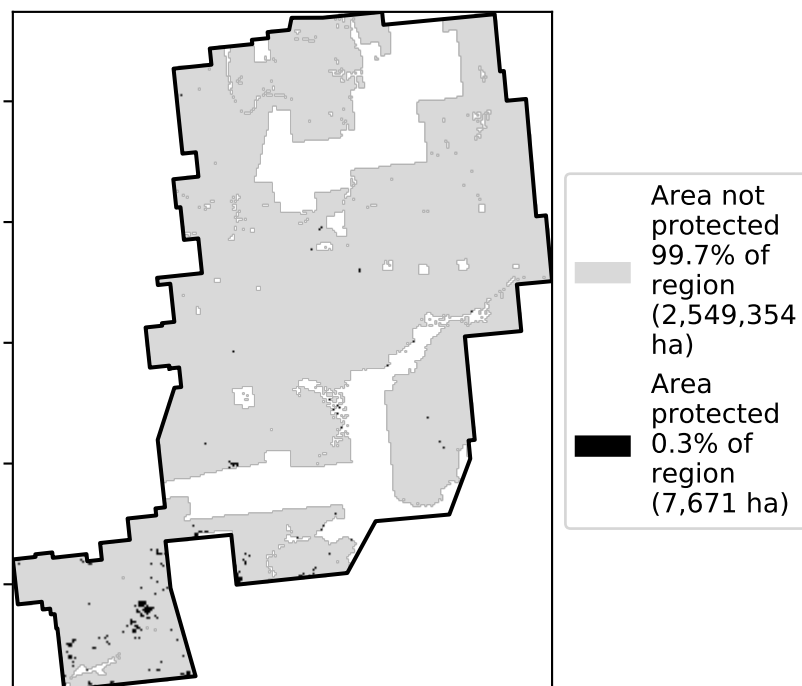 Area not
protected
99.7% of
region
(2,549,354
ha)
Area
protected
0.3% of
region
(7,671 ha)